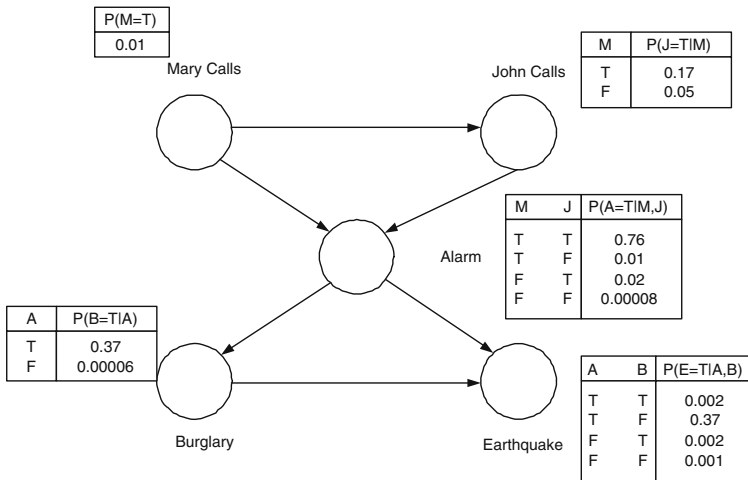 P(M=T)
0.01
Mary Calls
John Calls
M P(J=T|M)
T 0.17
F 0.05
M J P(A=T|M,J)
T T 0.76
T F 0.01
F T 0.02
F F 0.00008
Alarm
A P(B=T|A)
T 0.37
F 0.00006
Burglary
A B P(E=T|A,B)
T T 0.002
T F 0.37
F T 0.002
F F 0.001
Earthquake